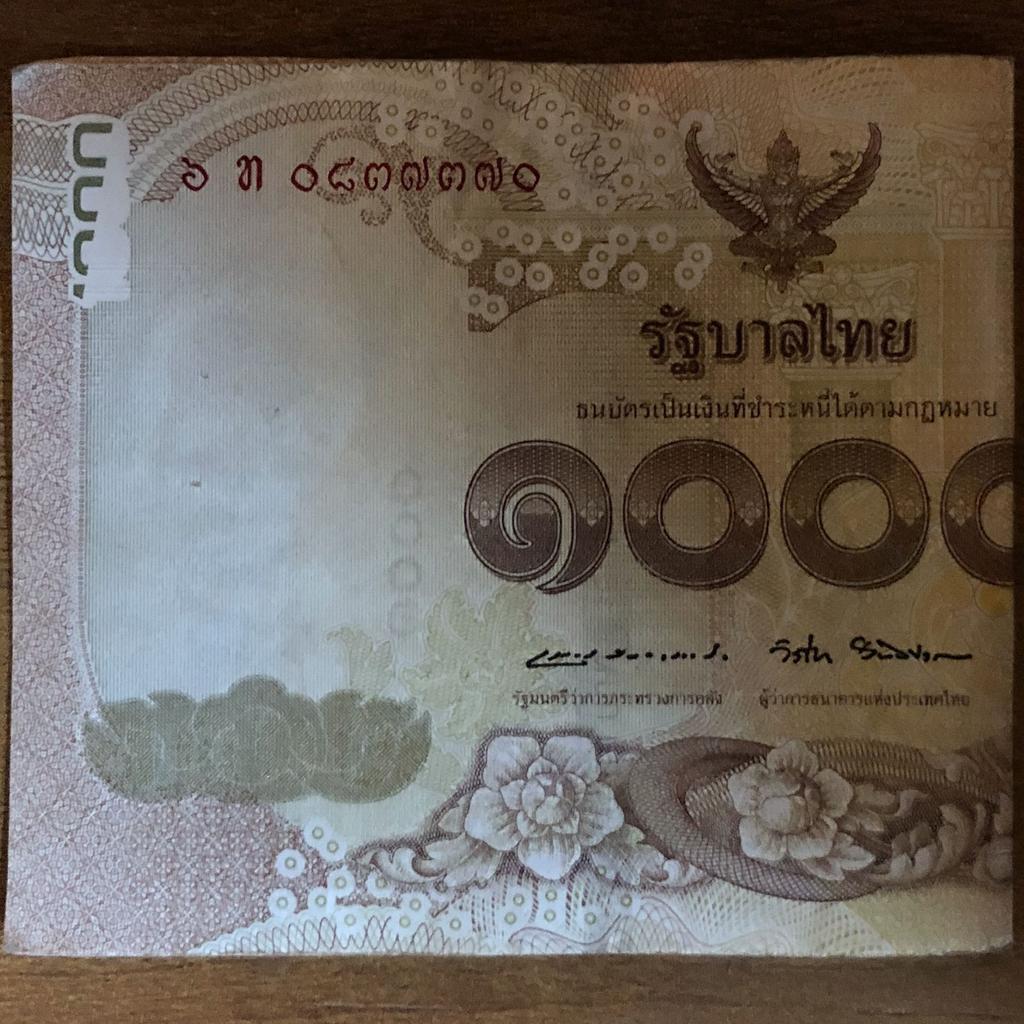 ๖ ท ๐๘๓๗๓๗๐
รัฐบาลไทย
ธนบัตรเป็นเงินที่ชำระหนี้ได้ตามกฎหมาย
๑๐๐๐
รัฐมนตรีว่าการกระทรวงการคลัง
ผู้ว่าการธนาคารแห่งประเทศไทย